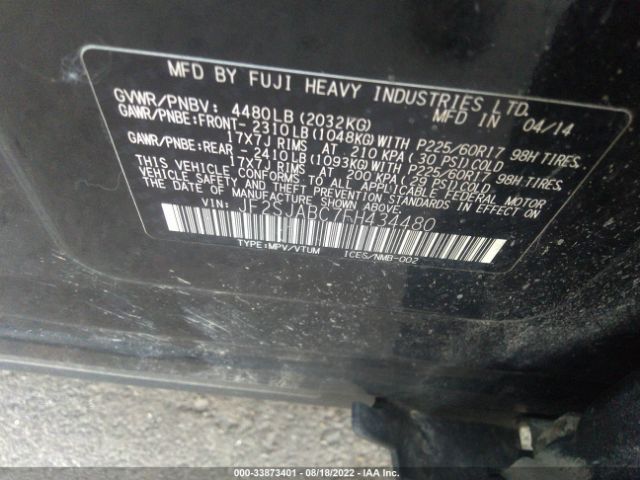 MFD BY FUJI HEAVY INDUSTRIES LTD.
GVWR/PNBV: 4480LB(2032KG) MFD IN 04/14
GAWR/PNBE:FRONT-2310LB(1048KG)WITH P225/60R17 98H TIRES,
17X7J RIMS AT 210 KPA(30 PSI)COLD
GAWR/PNBE:REAR -2410LB(1093KG)WITH P225/60R17 98H TIRES,
17X7J RIMS AT 200 KPA(29 PSI)COLD
THIS VEHICLE CONFORMS TO ALL APPLICABLE FEDERAL MOTOR
VEHICLE SAFETY AND THEFT PREVENTION STANDARDS IN EFFECT ON
THE DATE OF MANUFACTURE SHOWN ABOVE.
VIN: JF2SJABC7FH434480
TYPE:MPV/VTUM ICES/NMB-002
000-33873401 - 08/18/2022 - IAA Inc.